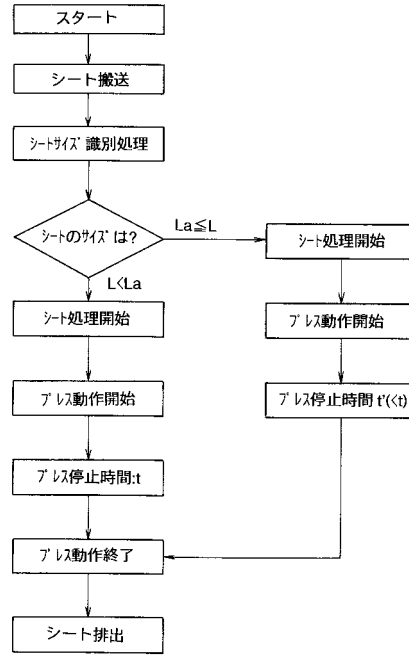 スタート
シート搬送
シートサイズ識別処理
シートのサイズは?
La≦L
L<La
シート処理開始
プレス動作開始
プレス停止時間:t
シート処理開始
プレス動作開始
プレス停止時間 t'(<t)
プレス動作終了
シート排出